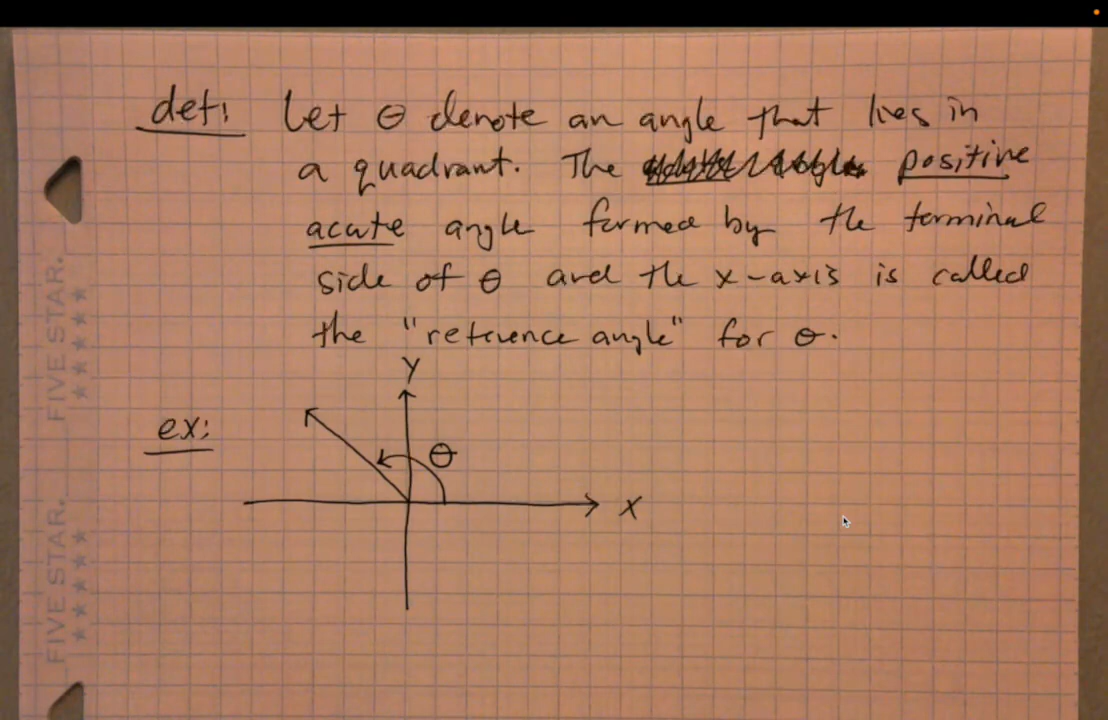 def: Let θ denote an angle that lies in
a quadrant. The positive
acute angle formed by the terminal
side of θ and the x-axis is called
the "reference angle" for θ.
Y
ex:
θ
X
FIVE STAR.
FIVE STAR.